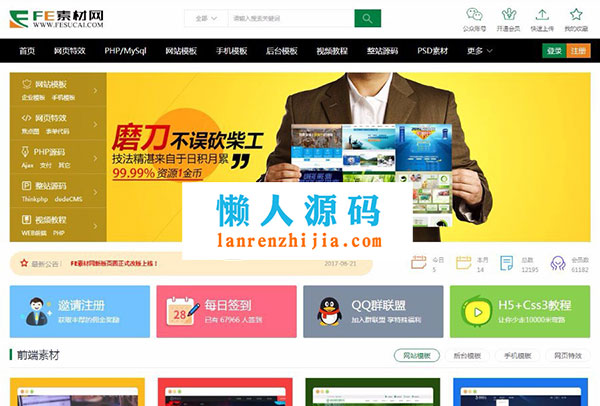 FE素材网
WWW.FESUCAI.COM
全部
请输入搜索关键词
公众账号 开通会员 快速上传 我的收藏
首页 网页特效 PHP/MySql 网站模板 手机模板 后台模板 视频教程 整站源码 PSD素材 更多
登录 注册
网站模板
企业模板 手机模板
网页特效
焦点图 表单代码
PHP源码
Ajax 支付 其它
整站源码
Thinkphp dedeCMS
视频教程
WEB前端 PHP
磨刀不误砍柴工
技法精湛来自于日积月累
99.99% 资源1金币
懒人源码
lanrenzhijia.com
最新公告：
FE素材网新版页面正式改版上线！
2017-06-21
今日
5
本月
14
总数
12195
会员数
61182
邀请注册
获取丰厚的佣金奖励
28
每日签到
已有 67966 人签到
QQ群联盟
加入群联盟 享特殊福利
H5+Css3教程
让你少走10000米弯路
前端素材
网站模板 后台模板 手机模板 网页特效